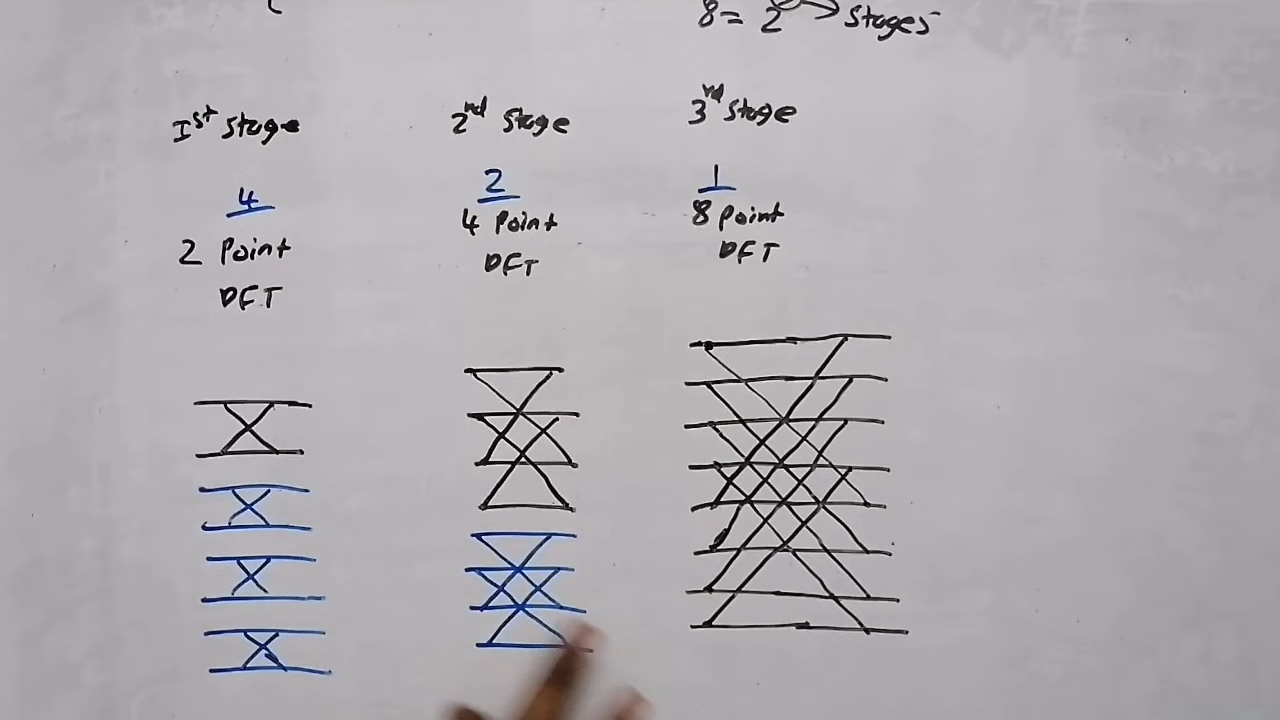 8 = 2 → Stages
Ist Stage
2nd Stage
3rd Stage
4
2 Point
DFT
2
4 Point
DFT
1
8 Point
DFT